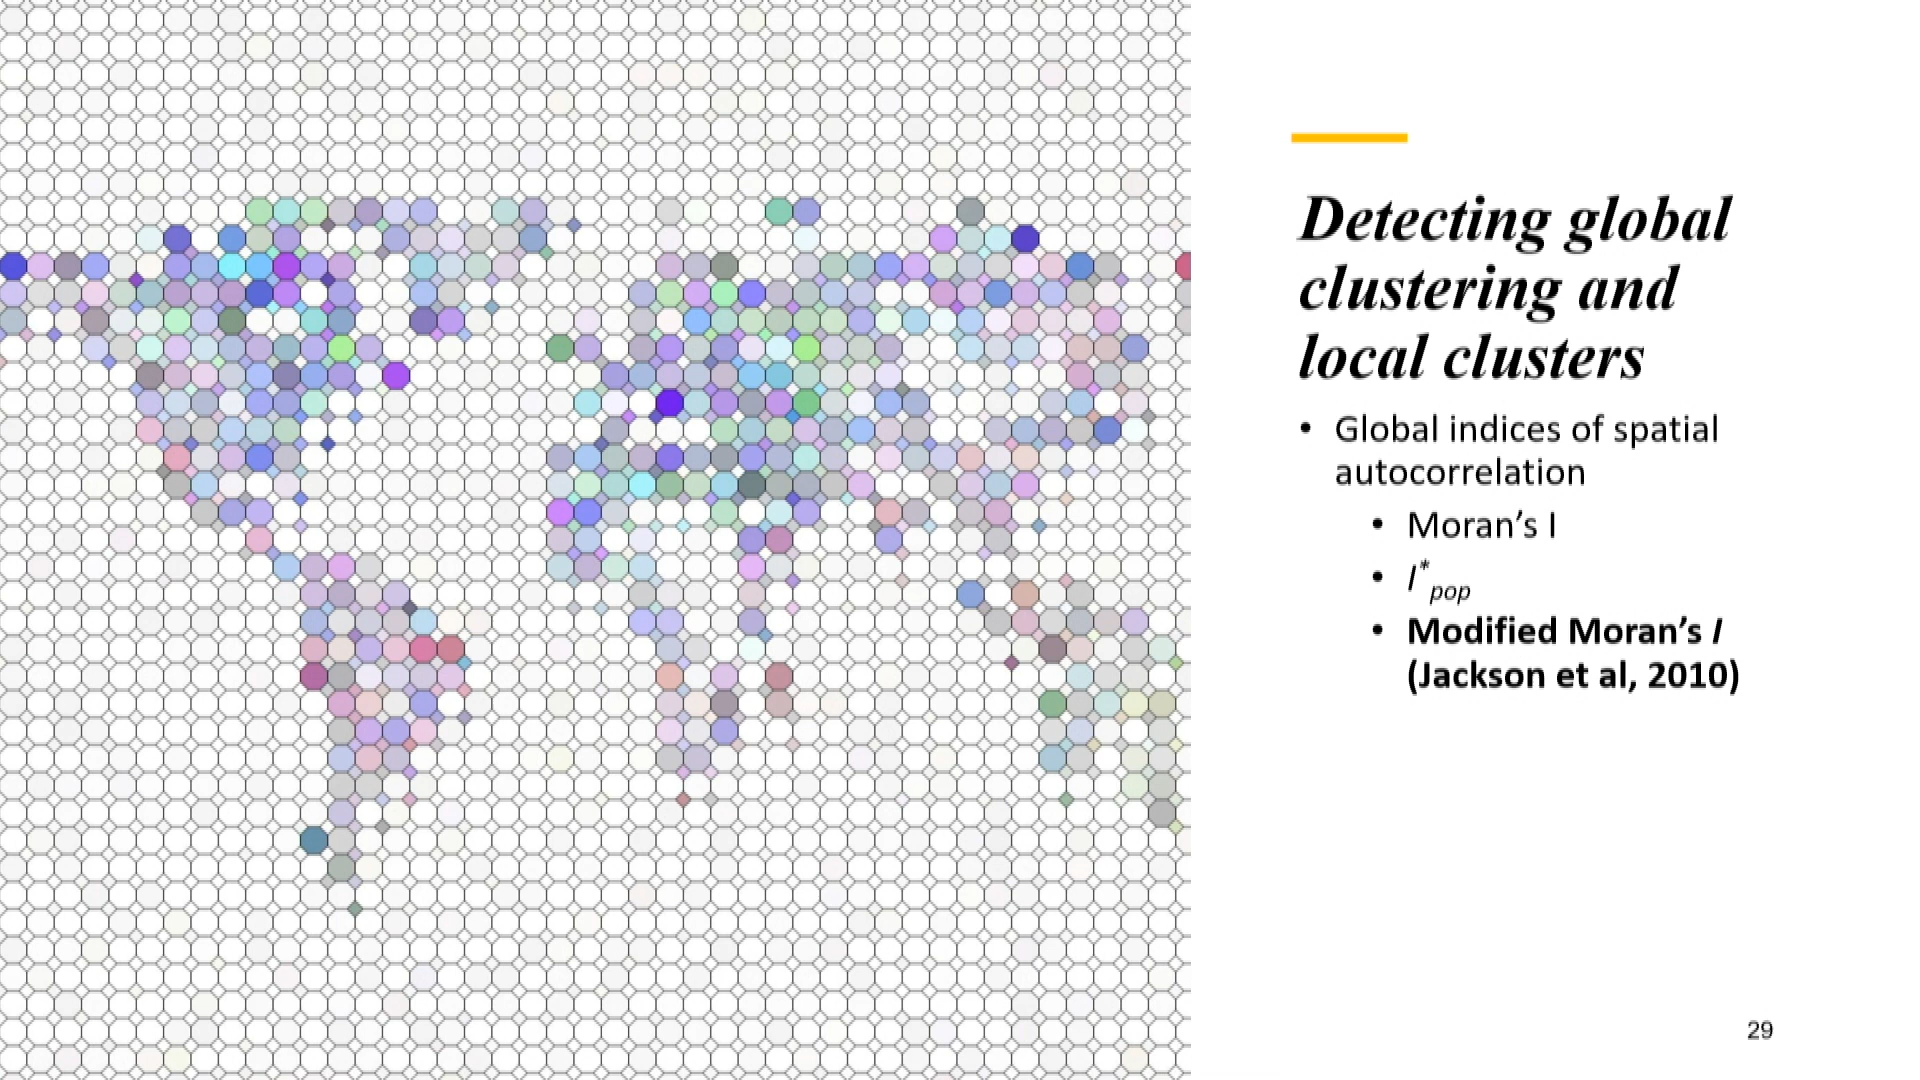 Detecting global
clustering and
local clusters
• Global indices of spatial
autocorrelation
• Moran’s I
• I*pop
• Modified Moran’s I
(Jackson et al, 2010)
29